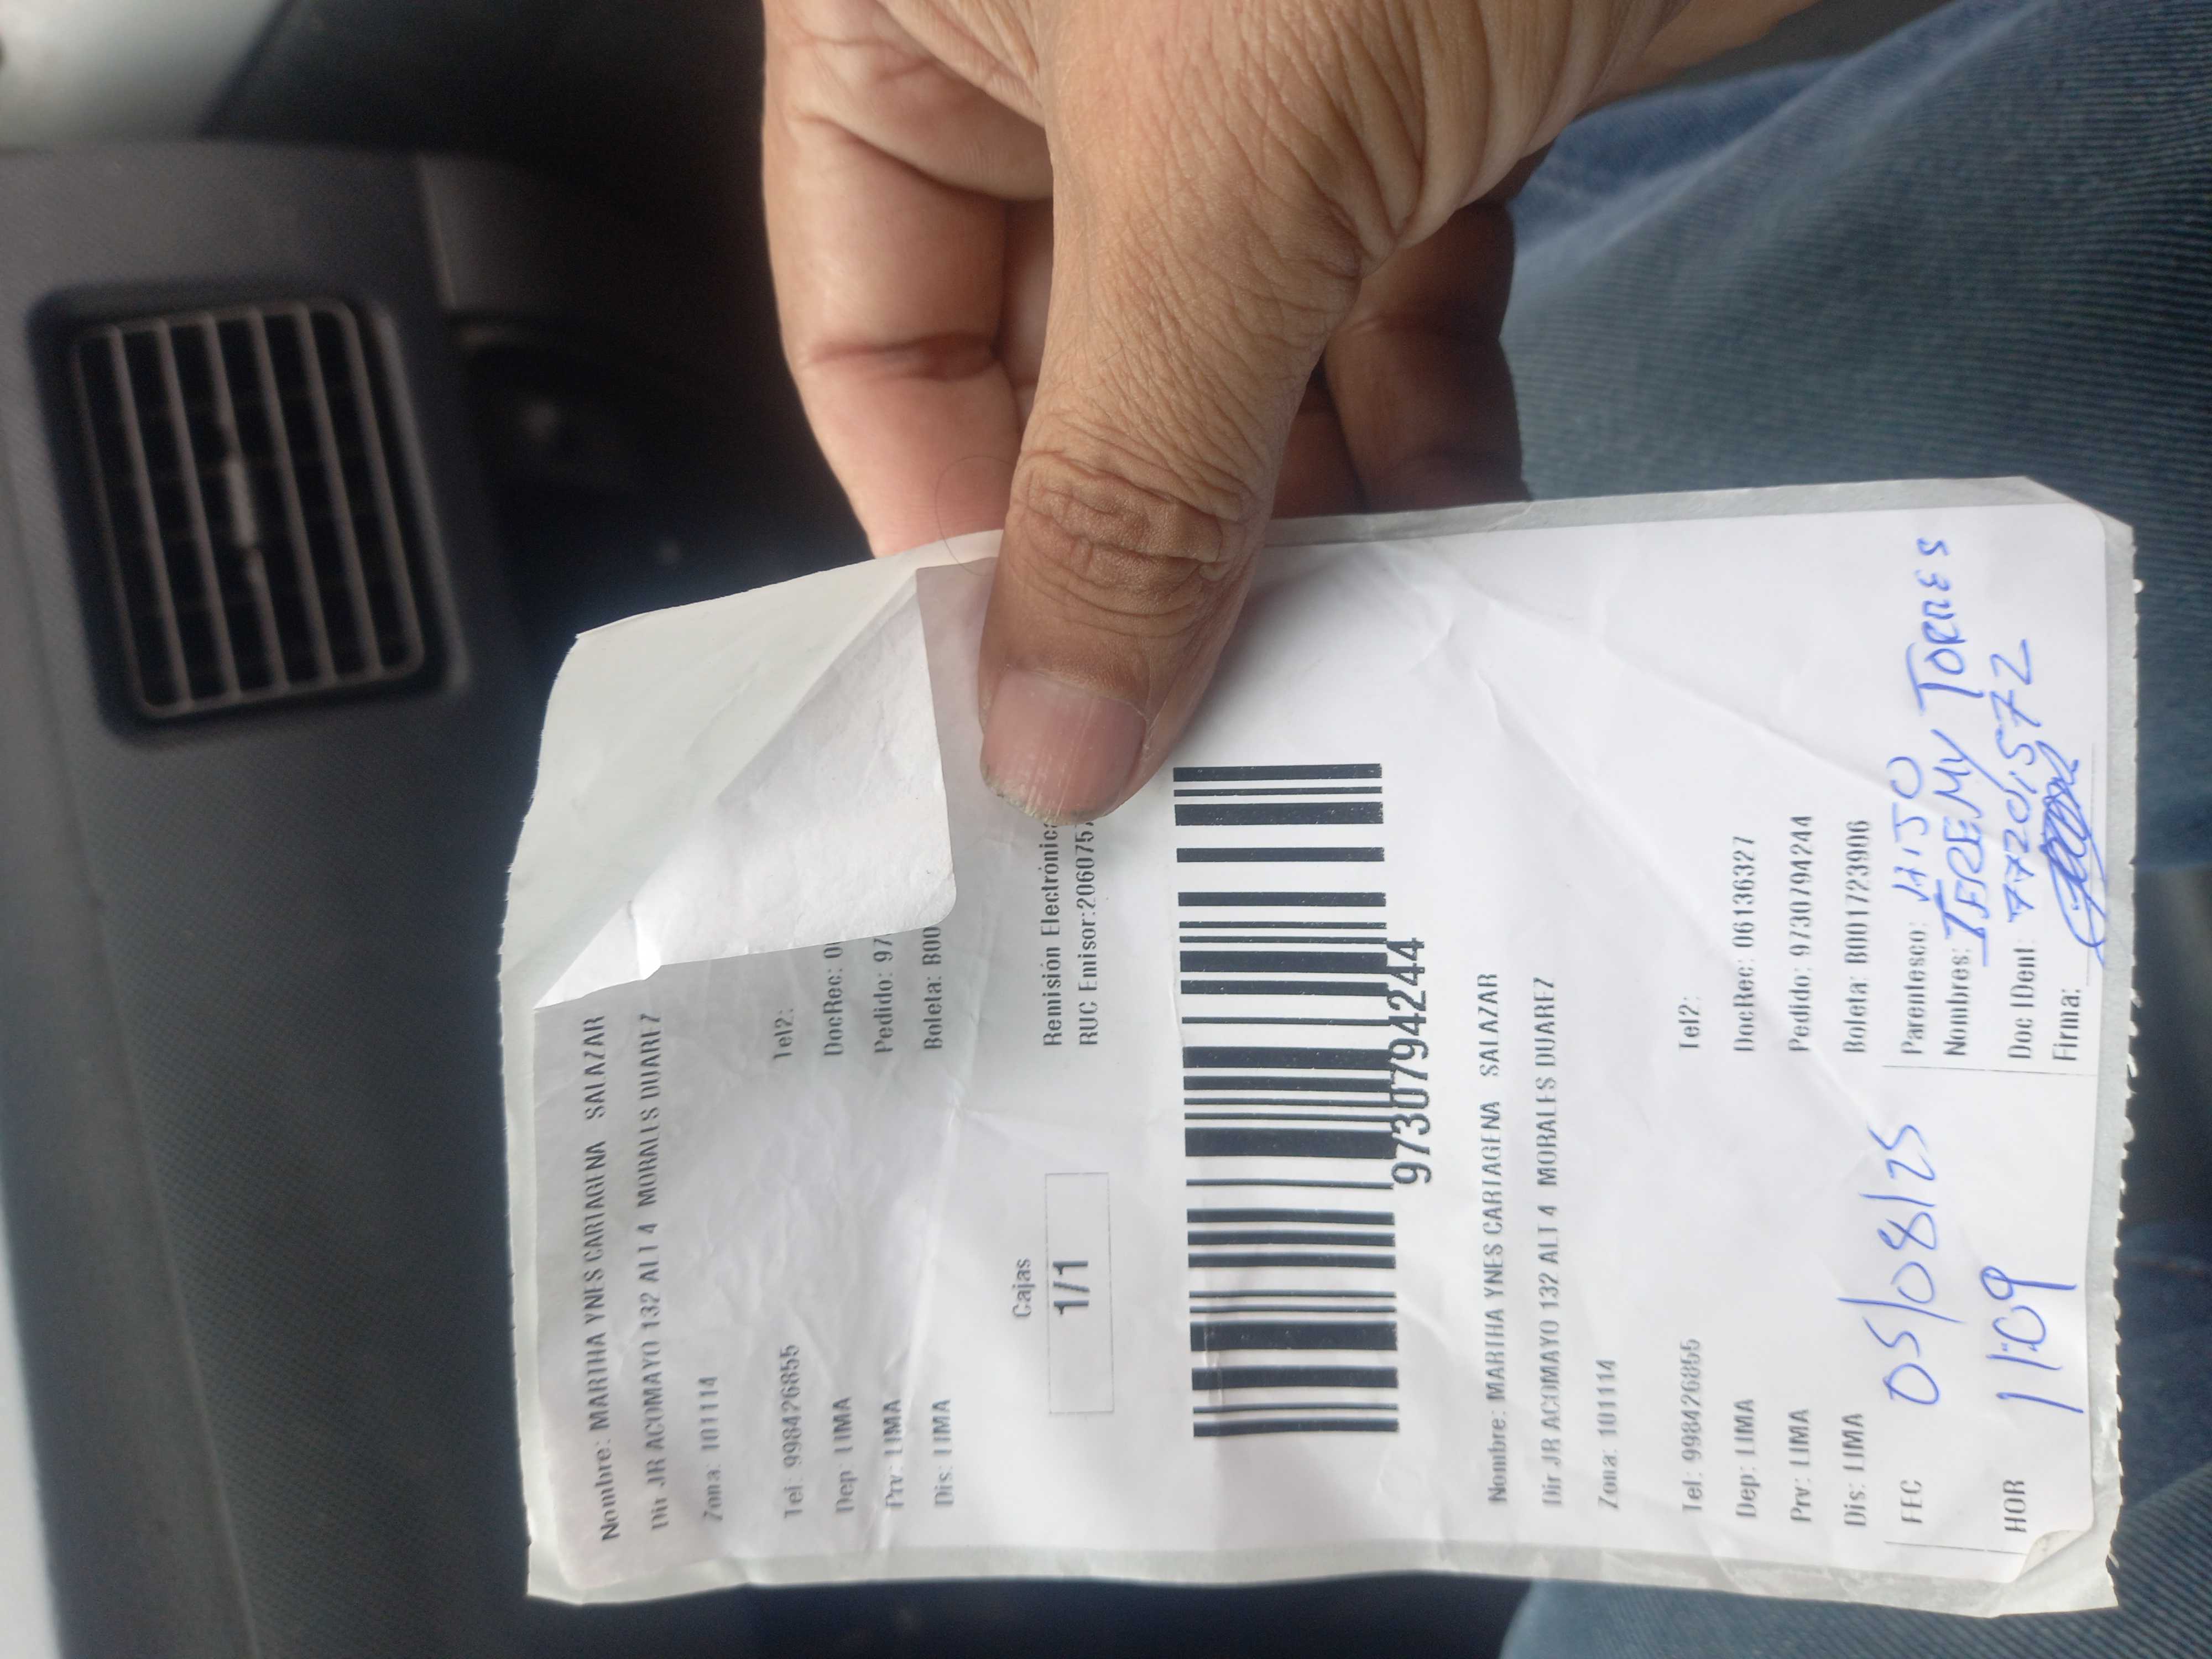 Nombre: MARTHA YNES CARTAGENA SALAZAR
Dir JR ACOMAYO 132 ALT 4 MORALES DUAREZ
Zona: 101114
Tel: 998426855 Tel2:
Dep: LIMA DocRec: 0
Prv: LIMA Pedido: 97
Dis: LIMA Boleta: B00
Cajas
1/1
Remisión Electrónica
RUC Emisor:2060757
9730794244
Nombre: MARTHA YNES CARTAGENA SALAZAR
Dir JR ACOMAYO 132 ALT 4 MORALES DUAREZ
Zona: 101114
Tel: 998426855 Tel2:
Dep: LIMA DocRec: 06136327
Prv: LIMA Pedido: 9730794244
Dis: LIMA Boleta: B001723906
FEC 05/08/25
HOR 11:09
Parentesco: HIJO
Nombres: JEREMY TORRES
Doc IDent: 77201572
Firma: